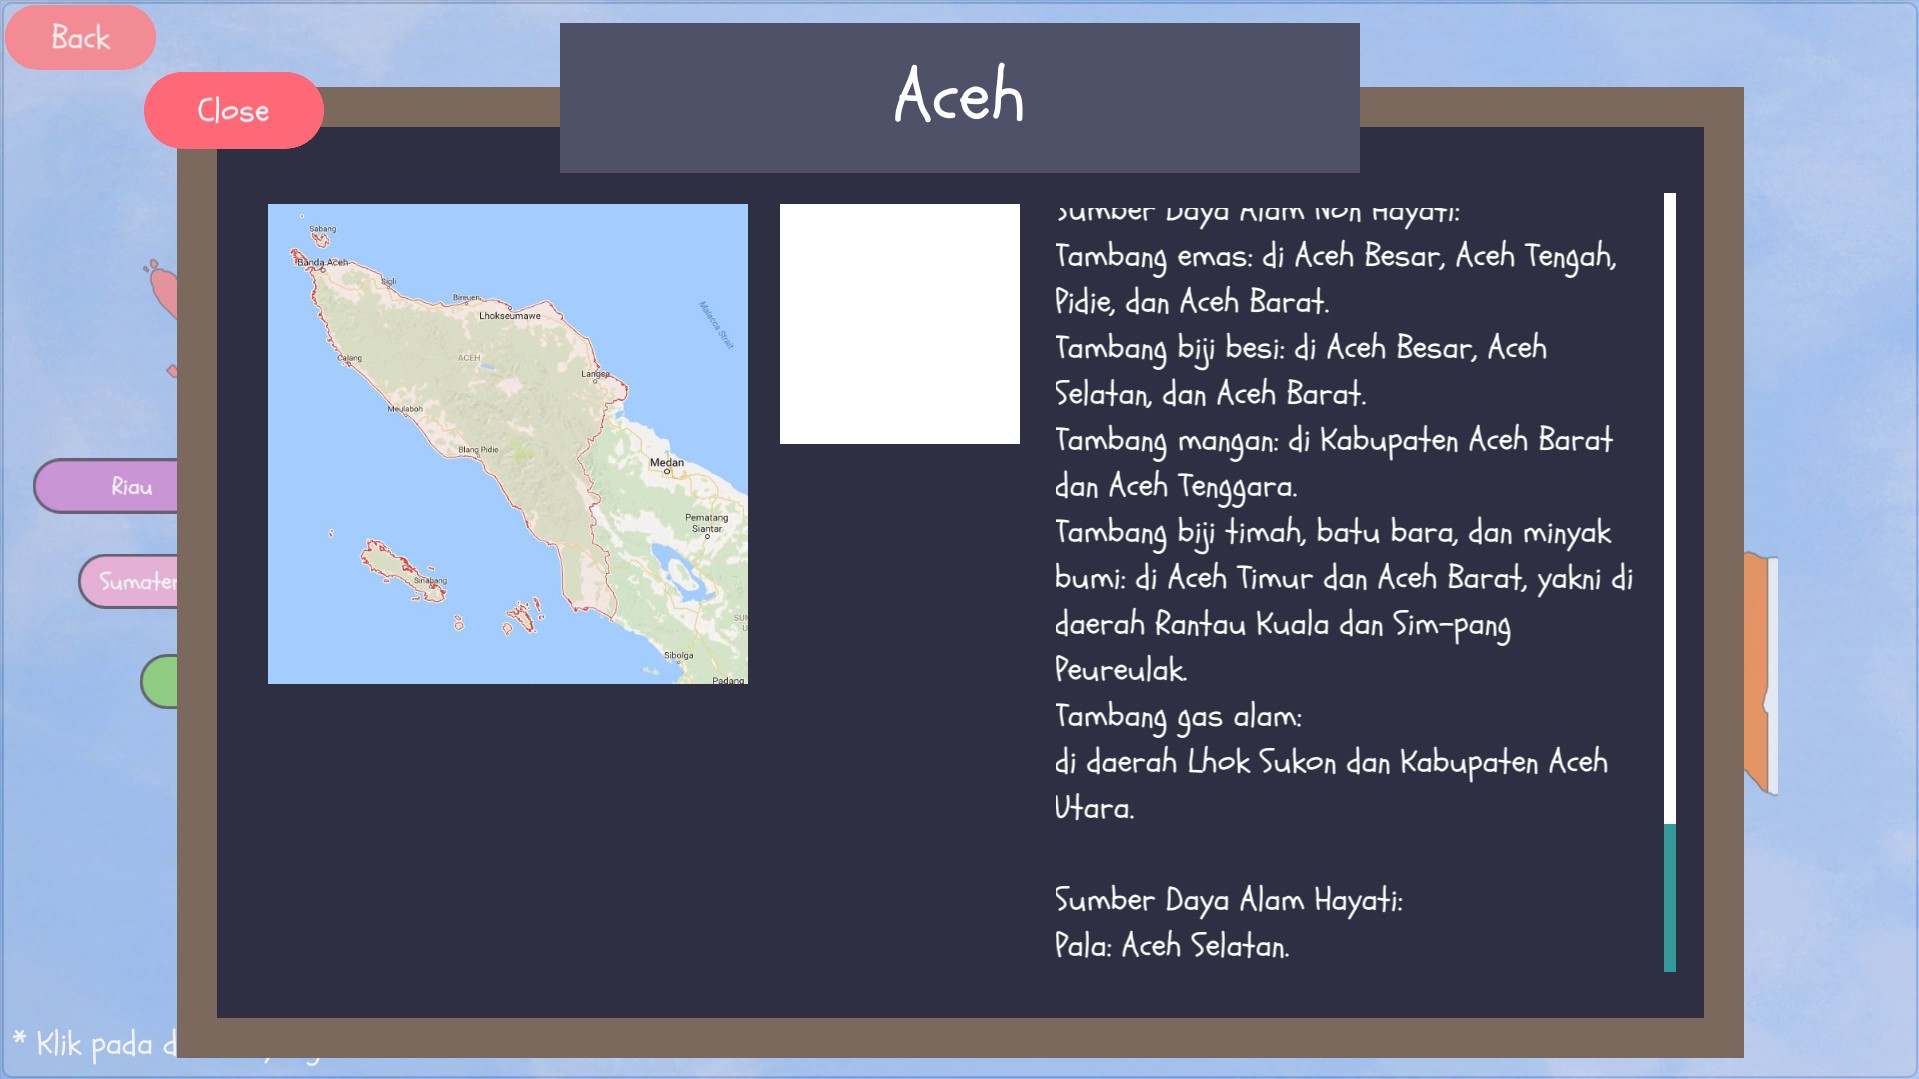 Back
Close
Aceh
Sabang
Banda Aceh
Sigli
Bireuen
Lhokseumawe
Malacca Strait
Calang
ACEH
Langsa
Meulaboh
Blang Pidie
Medan
Pematang
Siantar
Sinabang
Sibolga
Padang
Sumber Daya Alam Non Hayati:
Tambang emas: di Aceh Besar, Aceh Tengah,
Pidie, dan Aceh Barat.
Tambang biji besi: di Aceh Besar, Aceh
Selatan, dan Aceh Barat.
Tambang mangan: di Kabupaten Aceh Barat
dan Aceh Tenggara.
Tambang biji timah, batu bara, dan minyak
bumi: di Aceh Timur dan Aceh Barat, yakni di
daerah Rantau Kuala dan Sim-pang
Peureulak.
Tambang gas alam:
di daerah Lhok Sukon dan Kabupaten Aceh
Utara.
Sumber Daya Alam Hayati:
Pala: Aceh Selatan.
Riau
Sumater
* Klik pada d